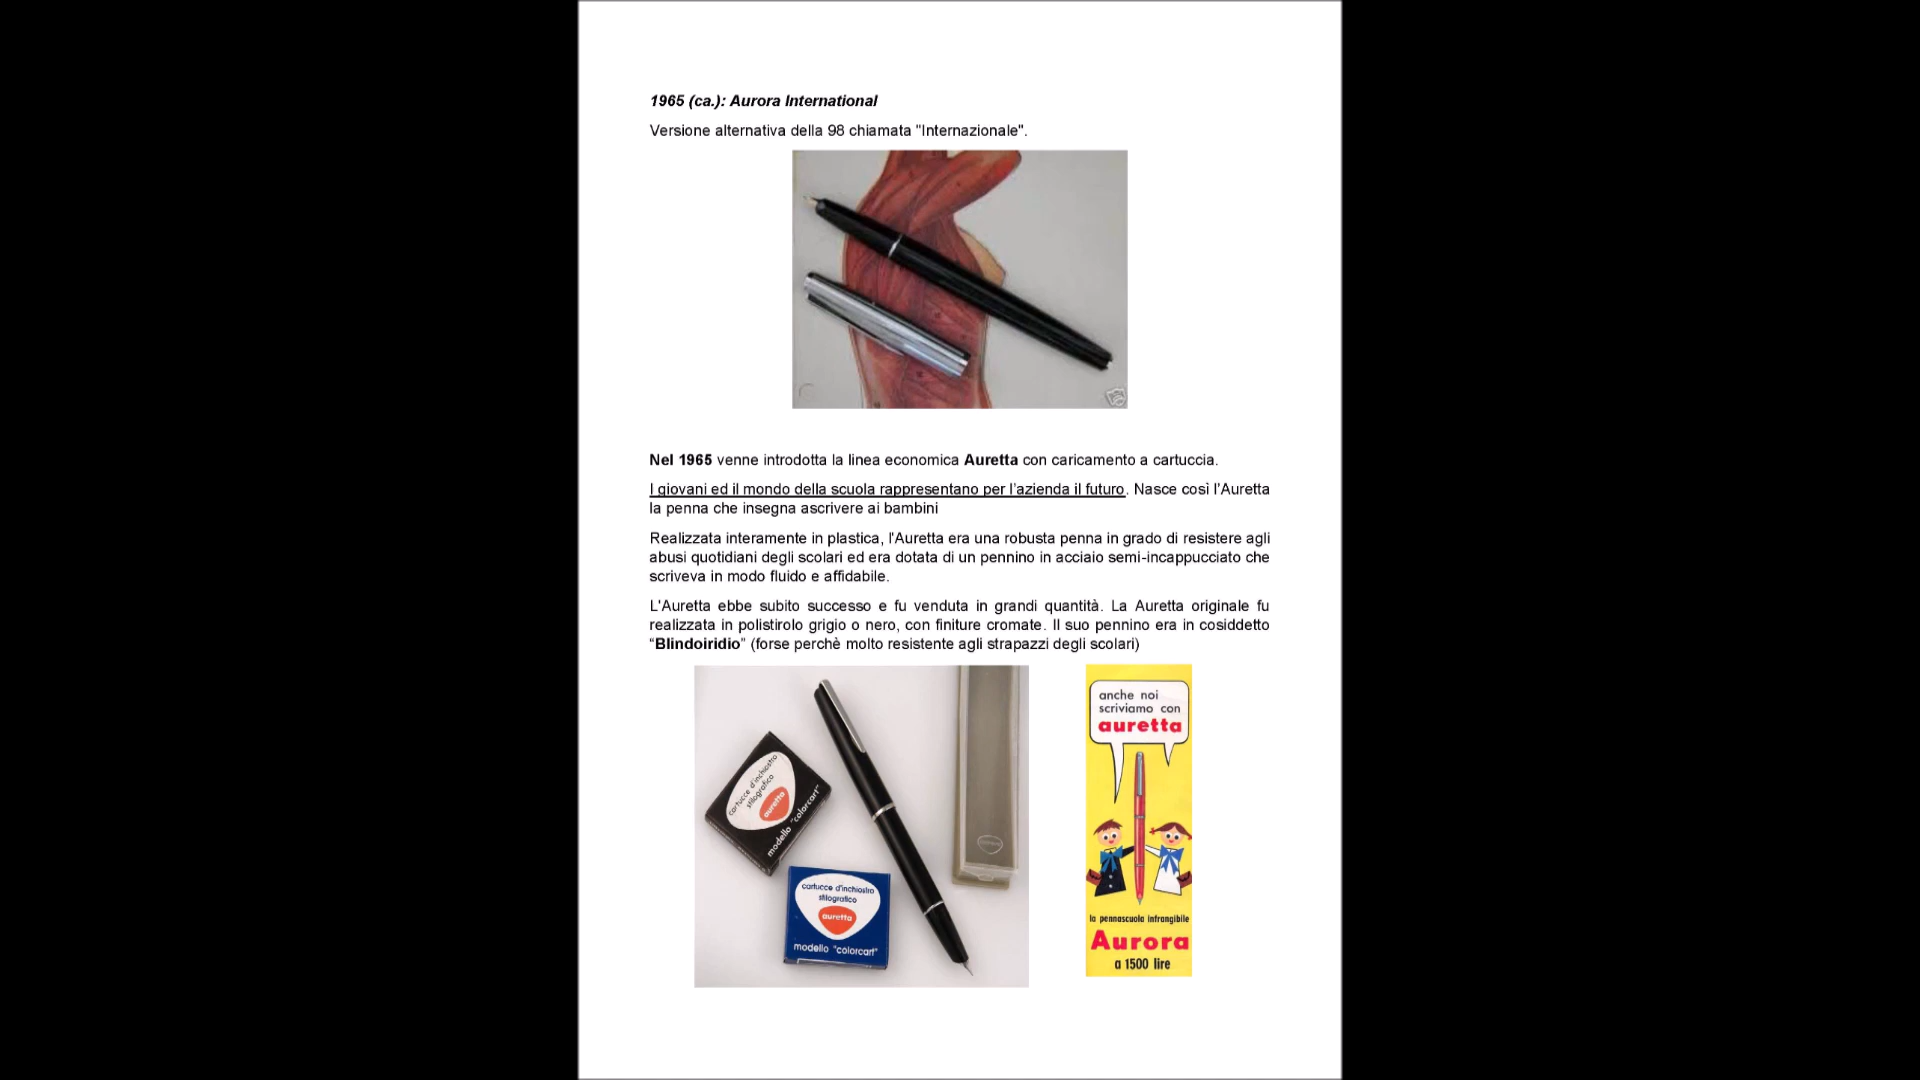 1965 (ca.): Aurora International
Versione alternativa della 98 chiamata "Internazionale".
Nel 1965 venne introdotta la linea economica Auretta con caricamento a cartuccia.
I giovani ed il mondo della scuola rappresentano per l’azienda il futuro. Nasce così l’Auretta
la penna che insegna ascrivere ai bambini
Realizzata interamente in plastica, l'Auretta era una robusta penna in grado di resistere agli
abusi quotidiani degli scolari ed era dotata di un pennino in acciaio semi-incappucciato che
scriveva in modo fluido e affidabile.
L'Auretta ebbe subito successo e fu venduta in grandi quantità. La Auretta originale fu
realizzata in polistirolo grigio o nero, con finiture cromate. Il suo pennino era in cosiddetto
“Blindoiridio” (forse perchè molto resistente agli strapazzi degli scolari)
cartucce d'inchiostro
stilografico
auretta
modello "colorcart"
cartucce d'inchiostro
stilografico
auretta
modello "colorcart"
anche noi
scriviamo con
auretta
la pennascuola infrangibile
Aurora
a 1500 lire